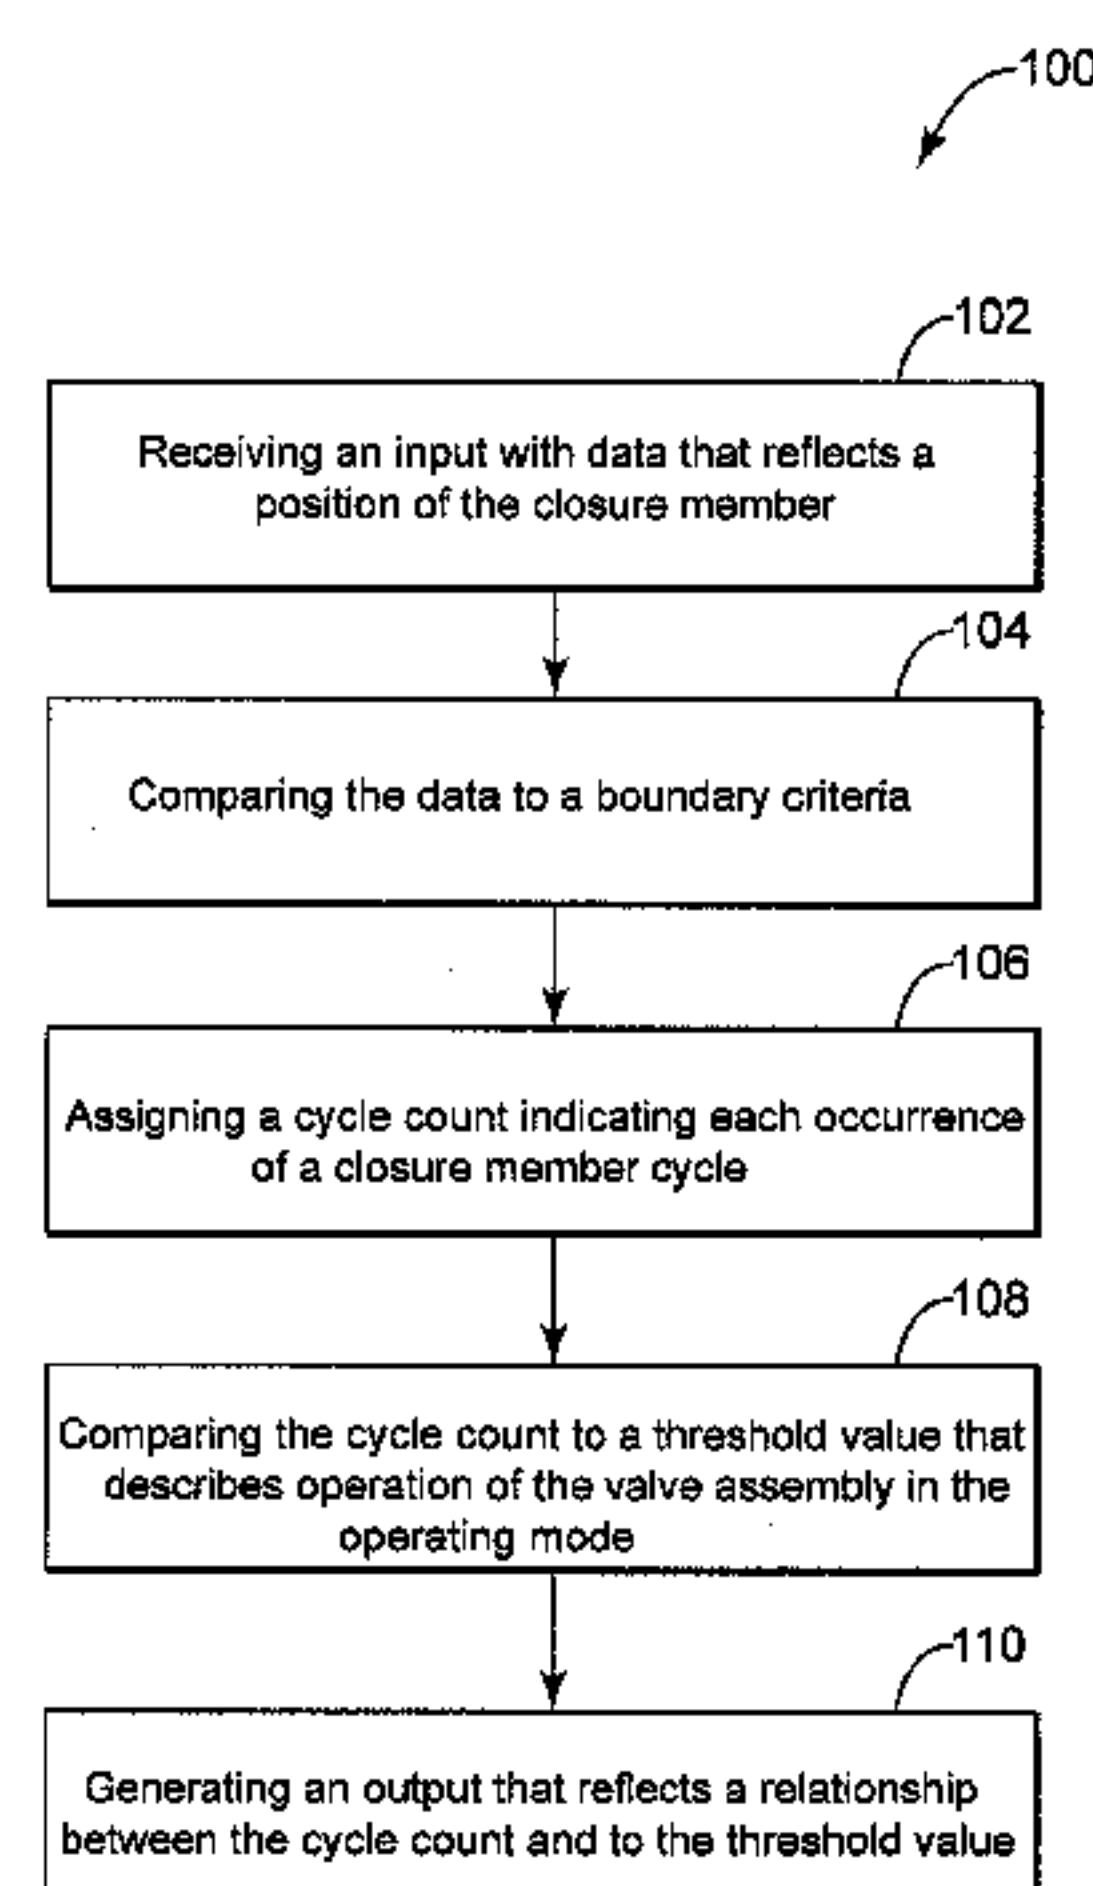 100
102
Receiving an input with data that reflects a
position of the closure member
104
Comparing the data to a boundary criteria
106
Assigning a cycle count indicating each occurrence
of a closure member cycle
108
Comparing the cycle count to a threshold value that
describes operation of the valve assembly in the
operating mode
110
Generating an output that reflects a relationship
between the cycle count and to the threshold value